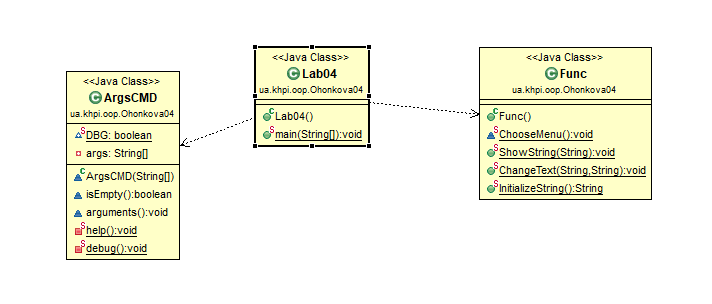 <<Java Class>>
ArgsCMD
ua.khpi.oop.Ohonkova04
DBG: boolean
args: String[]
ArgsCMD(String[])
isEmpty():boolean
arguments():void
help():void
debug():void
<<Java Class>>
Lab04
ua.khpi.oop.Ohonkova04
Lab04()
main(String[]):void
<<Java Class>>
Func
ua.khpi.oop.Ohonkova04
Func()
ChooseMenu():void
ShowString(String):void
ChangeText(String,String):void
InitializeString():String